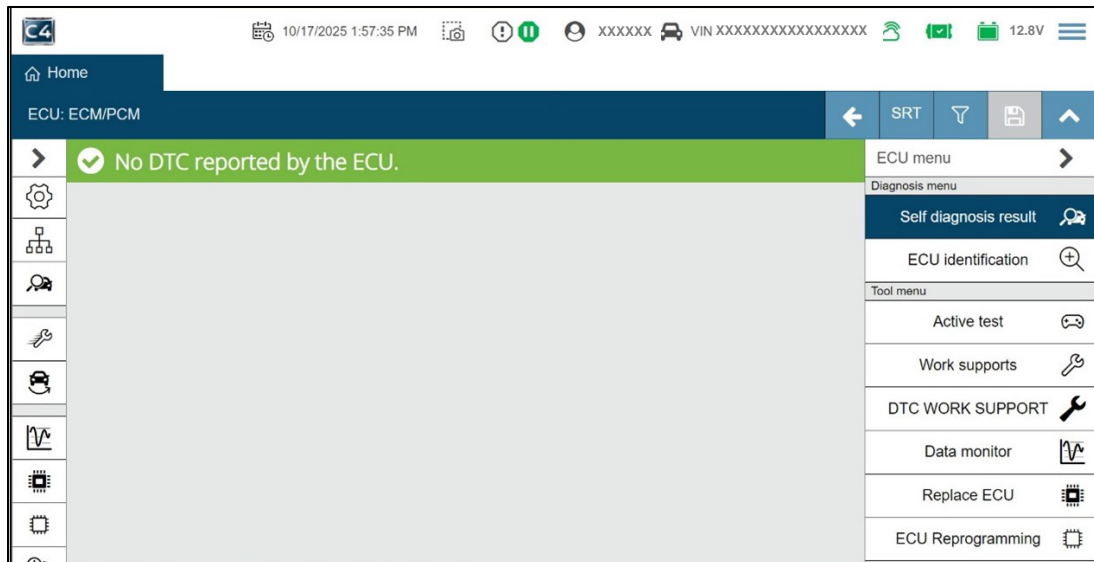 C4
10/17/2025 1:57:35 PM XXXXXX VIN XXXXXXXXXXXXXXXXX 12.8V
Home
ECU: ECM/PCM
SRT
No DTC reported by the ECU.
ECU menu
Diagnosis menu
Self diagnosis result
ECU identification
Tool menu
Active test
Work supports
DTC WORK SUPPORT
Data monitor
Replace ECU
ECU Reprogramming